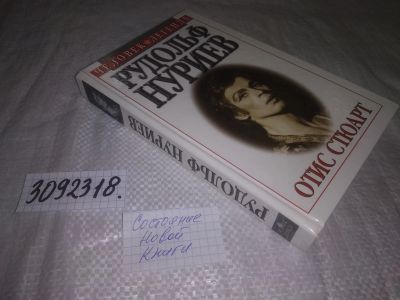 ЧЕЛОВЕК-ЛЕГЕНДА
РУДОЛЬФ
НУРИЕВ
ОТИС СТЮАРТ
РУДОЛЬФ НУРИЕВ
3092318.
Состояние
новой
книги